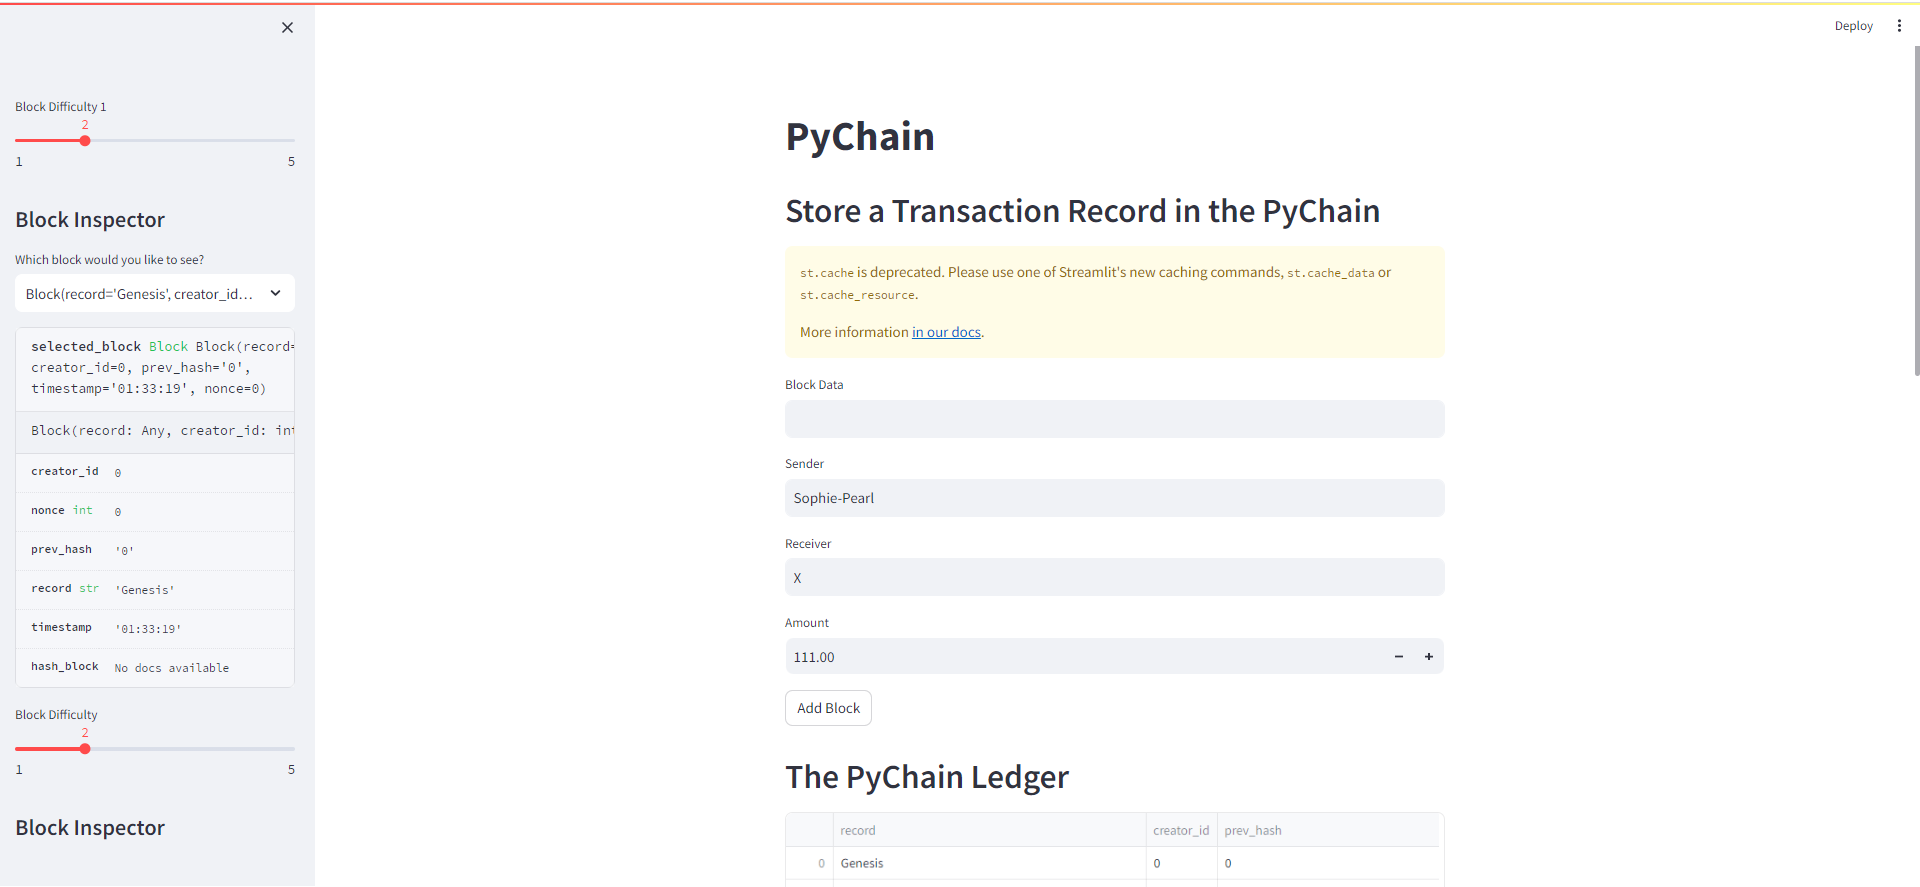 Deploy
Block Difficulty 1
2
1 5
Block Inspector
Which block would you like to see?
Block(record='Genesis', creator_id...
selected_block Block Block(record=
creator_id=0, prev_hash='0',
timestamp='01:33:19', nonce=0)
Block(record: Any, creator_id: int
creator_id 0
nonce int 0
prev_hash '0'
record str 'Genesis'
timestamp '01:33:19'
hash_block No docs available
Block Difficulty
2
1 5
Block Inspector
PyChain
Store a Transaction Record in the PyChain
st.cache is deprecated. Please use one of Streamlit's new caching commands, st.cache_data or
st.cache_resource.
More information in our docs.
Block Data
Sender
Sophie-Pearl
Receiver
X
Amount
111.00 − +
Add Block
The PyChain Ledger
record creator_id prev_hash
0 Genesis 0 0